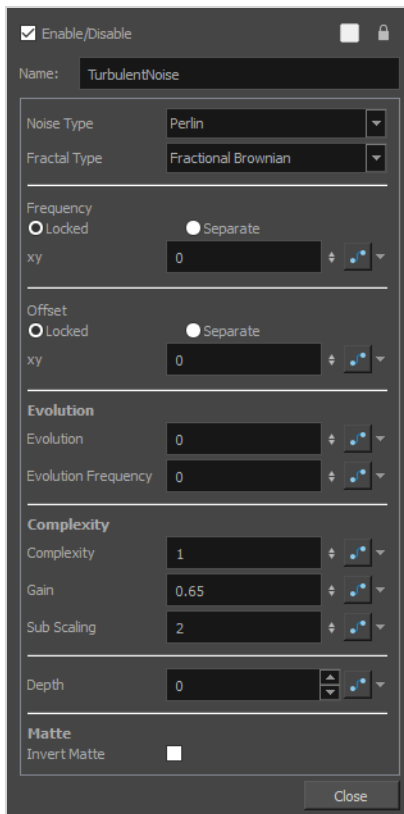 Enable/Disable
Name: TurbulentNoise
Noise Type Perlin
Fractal Type Fractional Brownian
Frequency
Locked Separate
xy 0
Offset
Locked Separate
xy 0
Evolution
Evolution 0
Evolution Frequency 0
Complexity
Complexity 1
Gain 0.65
Sub Scaling 2
Depth 0
Matte
Invert Matte
Close